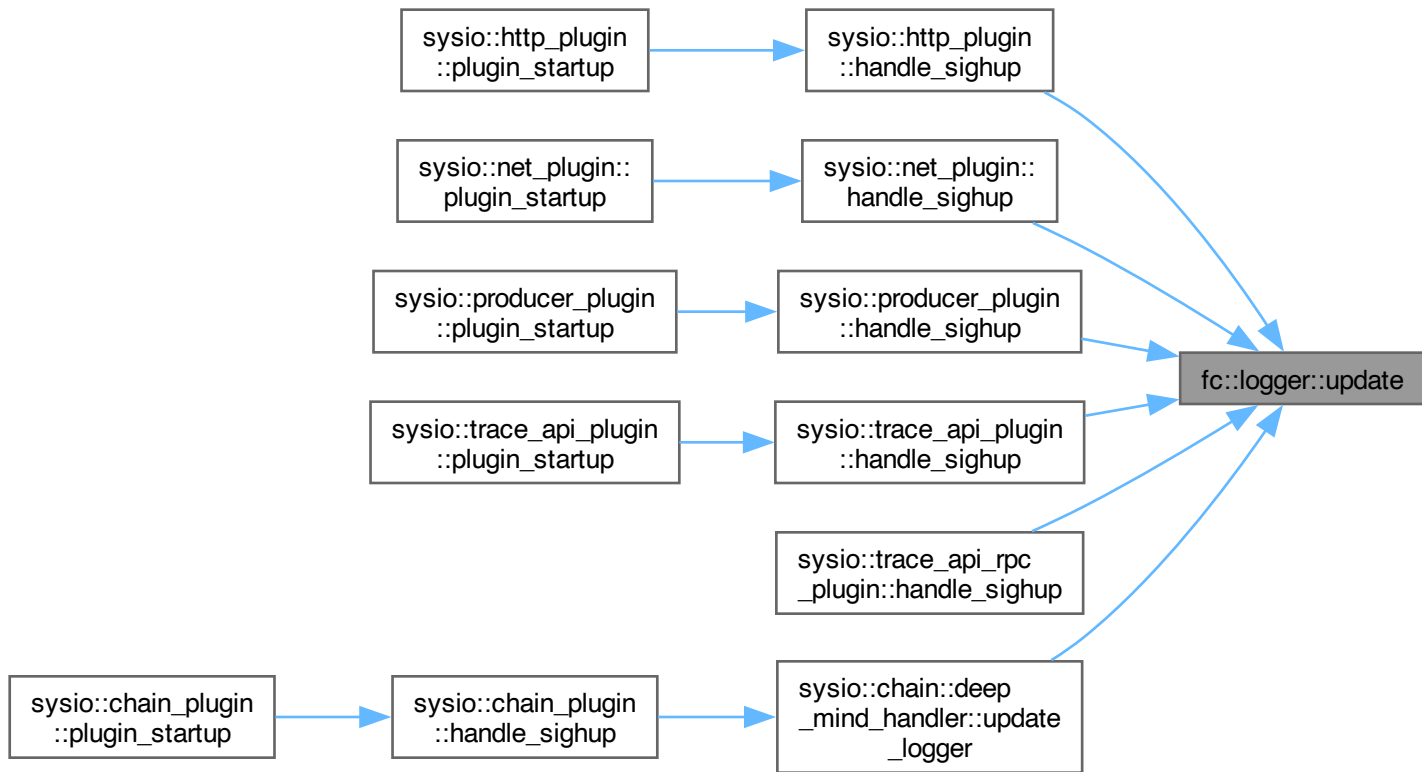 sysio::http_plugin
::plugin_startup
sysio::http_plugin
::handle_sighup
sysio::net_plugin::
plugin_startup
sysio::net_plugin::
handle_sighup
sysio::producer_plugin
::plugin_startup
sysio::producer_plugin
::handle_sighup
fc::logger::update
sysio::trace_api_plugin
::plugin_startup
sysio::trace_api_plugin
::handle_sighup
sysio::trace_api_rpc
_plugin::handle_sighup
sysio::chain_plugin
::plugin_startup
sysio::chain_plugin
::handle_sighup
sysio::chain::deep
_mind_handler::update
_logger